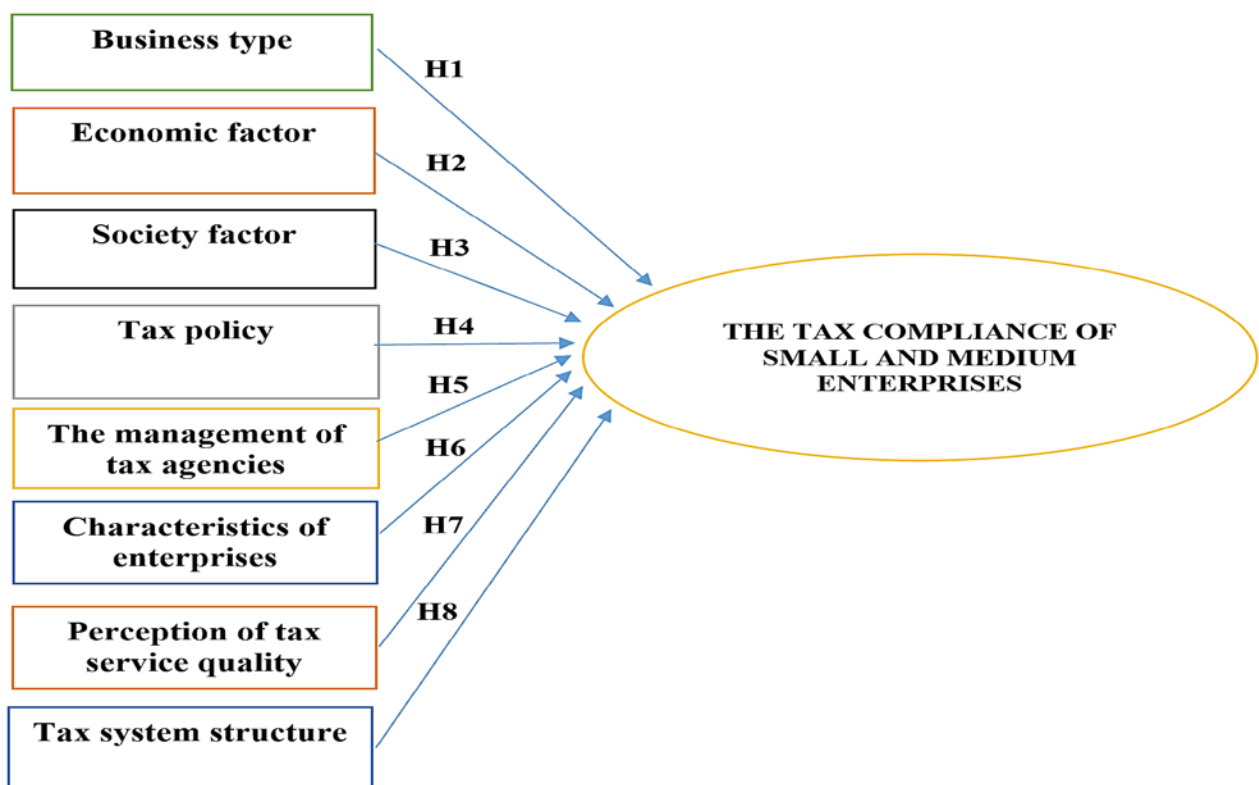 Business type
H1
Economic factor
H2
Society factor
H3
Tax policy
H4
The management of
tax agencies
H5
Characteristics of
enterprises
H6
Perception of tax
service quality
H7
Tax system structure
H8
THE TAX COMPLIANCE OF
SMALL AND MEDIUM
ENTERPRISES